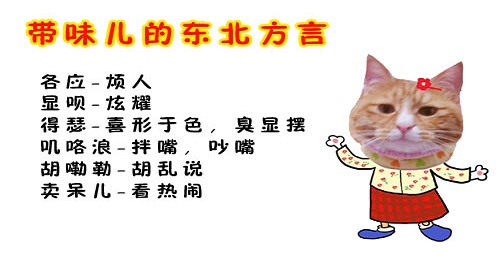 带味儿的东北方言
各应-烦人
显呗-炫耀
得瑟-喜形于色，臭显摆
叽咯浪-拌嘴，吵嘴
胡嘞勒-胡乱说
卖呆儿-看热闹